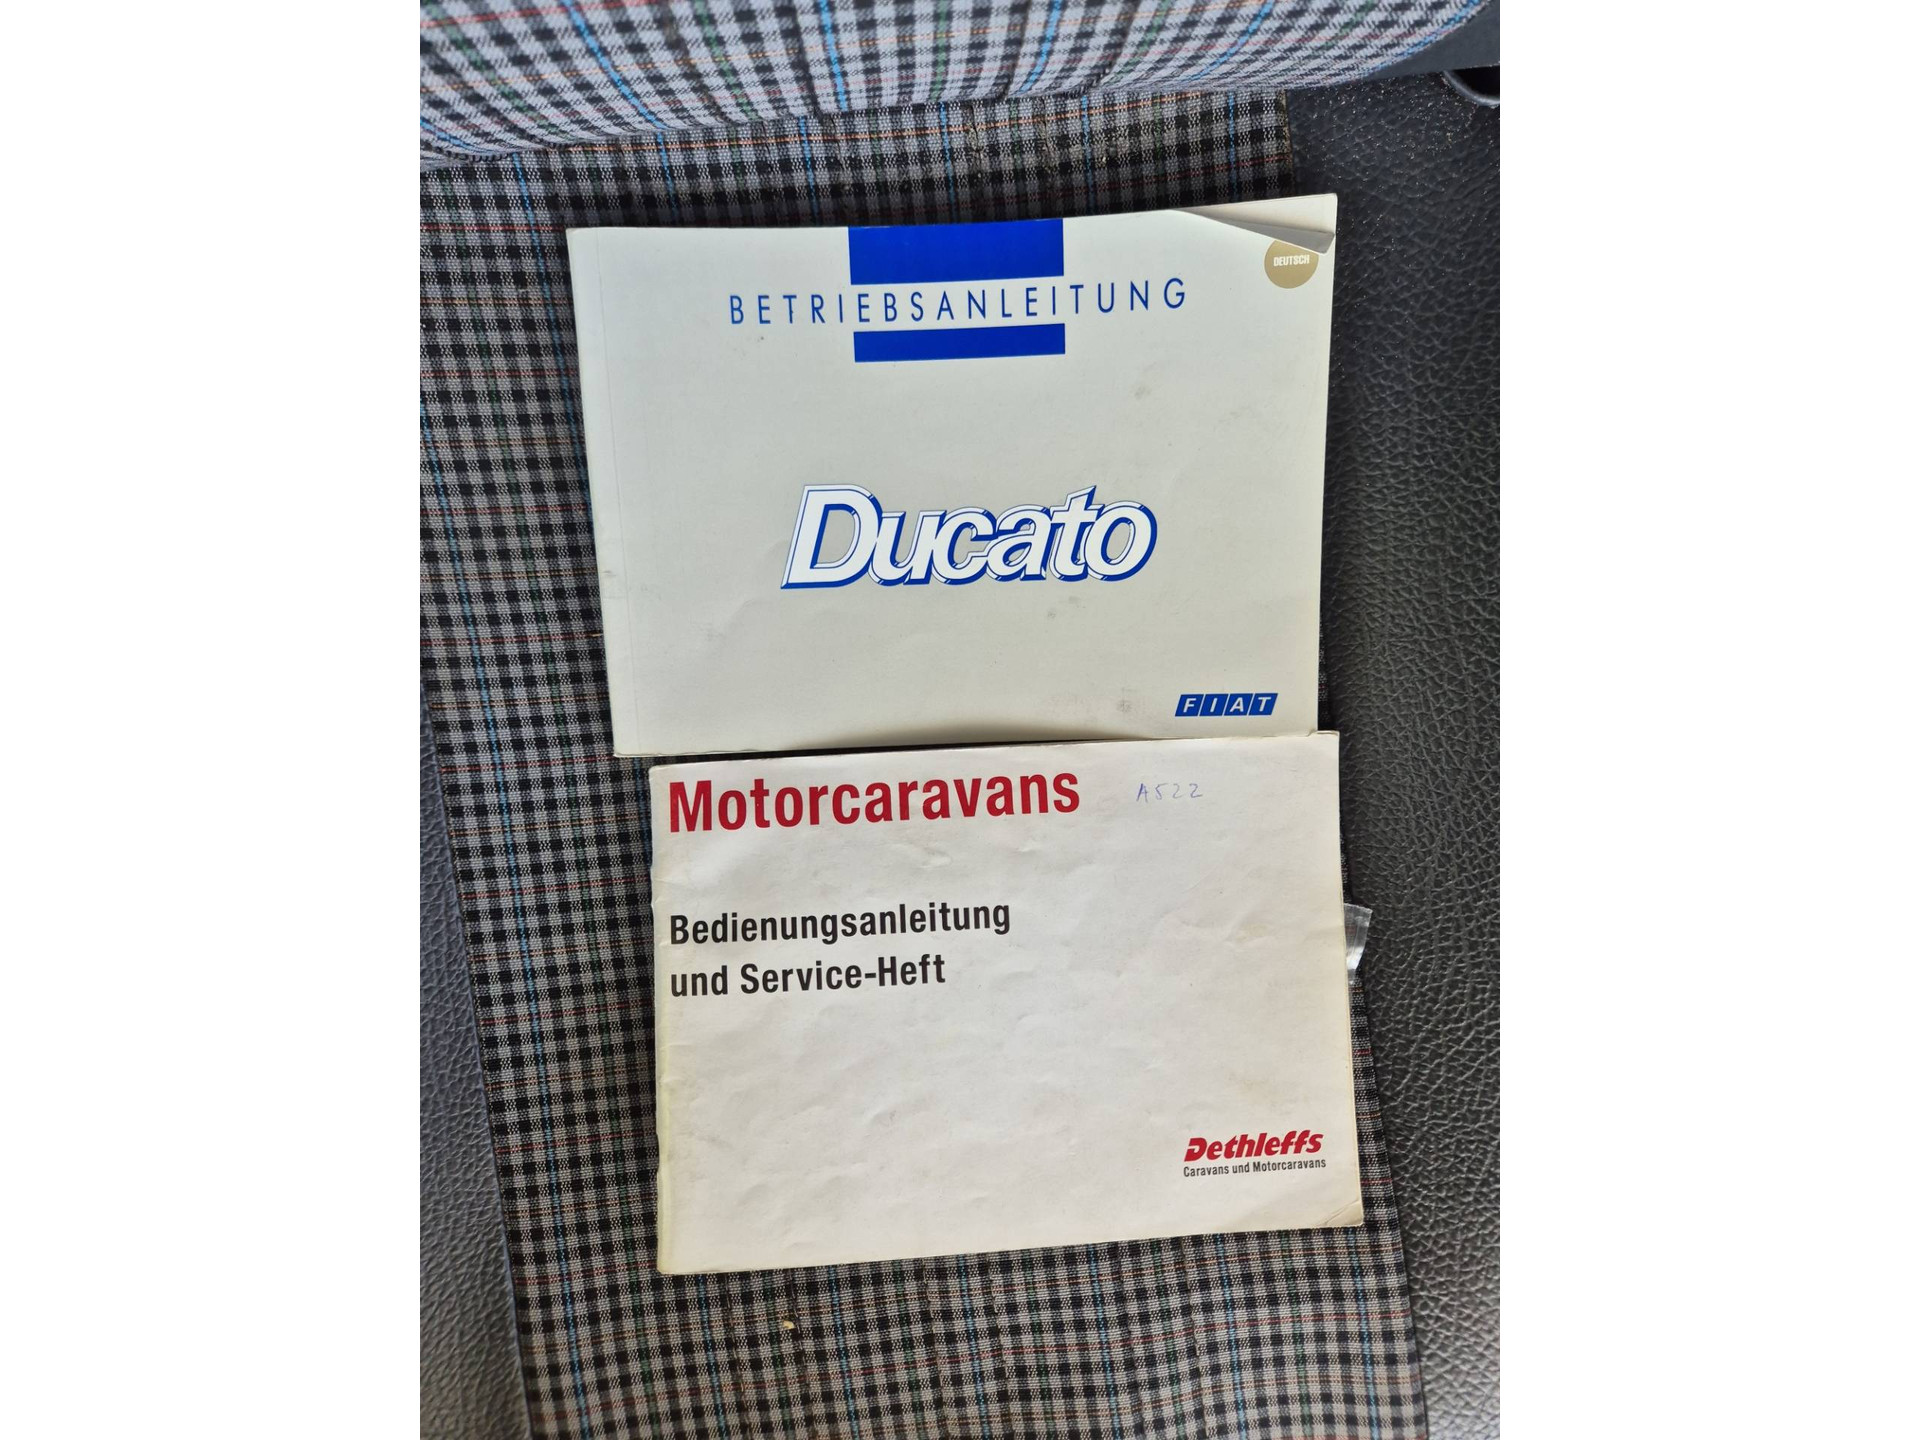 DEUTSCH
BETRIEBSANLEITUNG
Ducato
FIAT
Motorcaravans
A522
Bedienungsanleitung
und Service-Heft
Dethleffs
Caravans und Motorcaravans